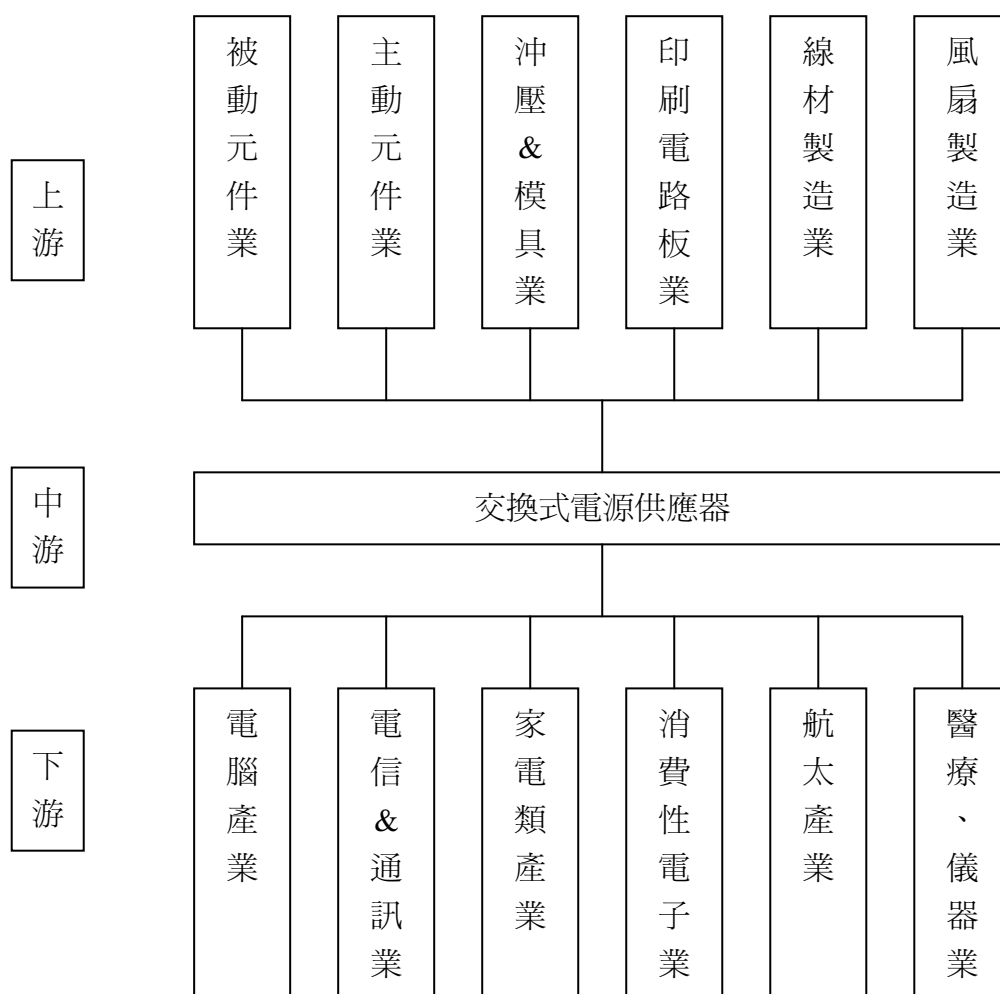 上游
被動元件業
主動元件業
沖壓&模具業
印刷電路板業
線材製造業
風扇製造業
中游
交換式電源供應器
下游
電腦產業
電信&通訊業
家電類產業
消費性電子業
航太產業
醫療、儀器業